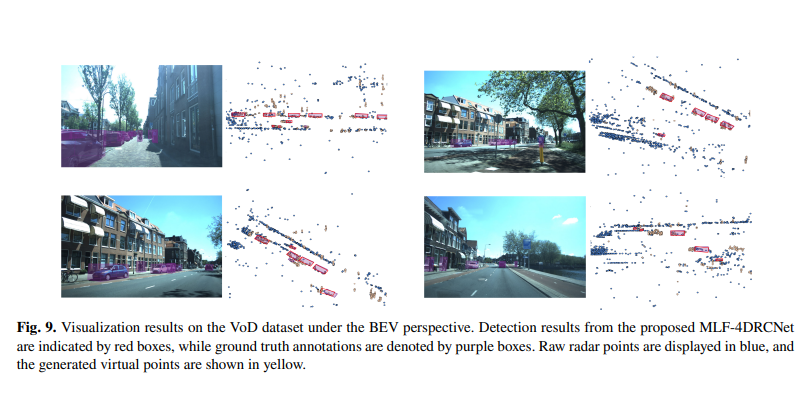 Fig. 9. Visualization results on the VoD dataset under the BEV perspective. Detection results from the proposed MLF-4DRCNet
are indicated by red boxes, while ground truth annotations are denoted by purple boxes. Raw radar points are displayed in blue, and
the generated virtual points are shown in yellow.